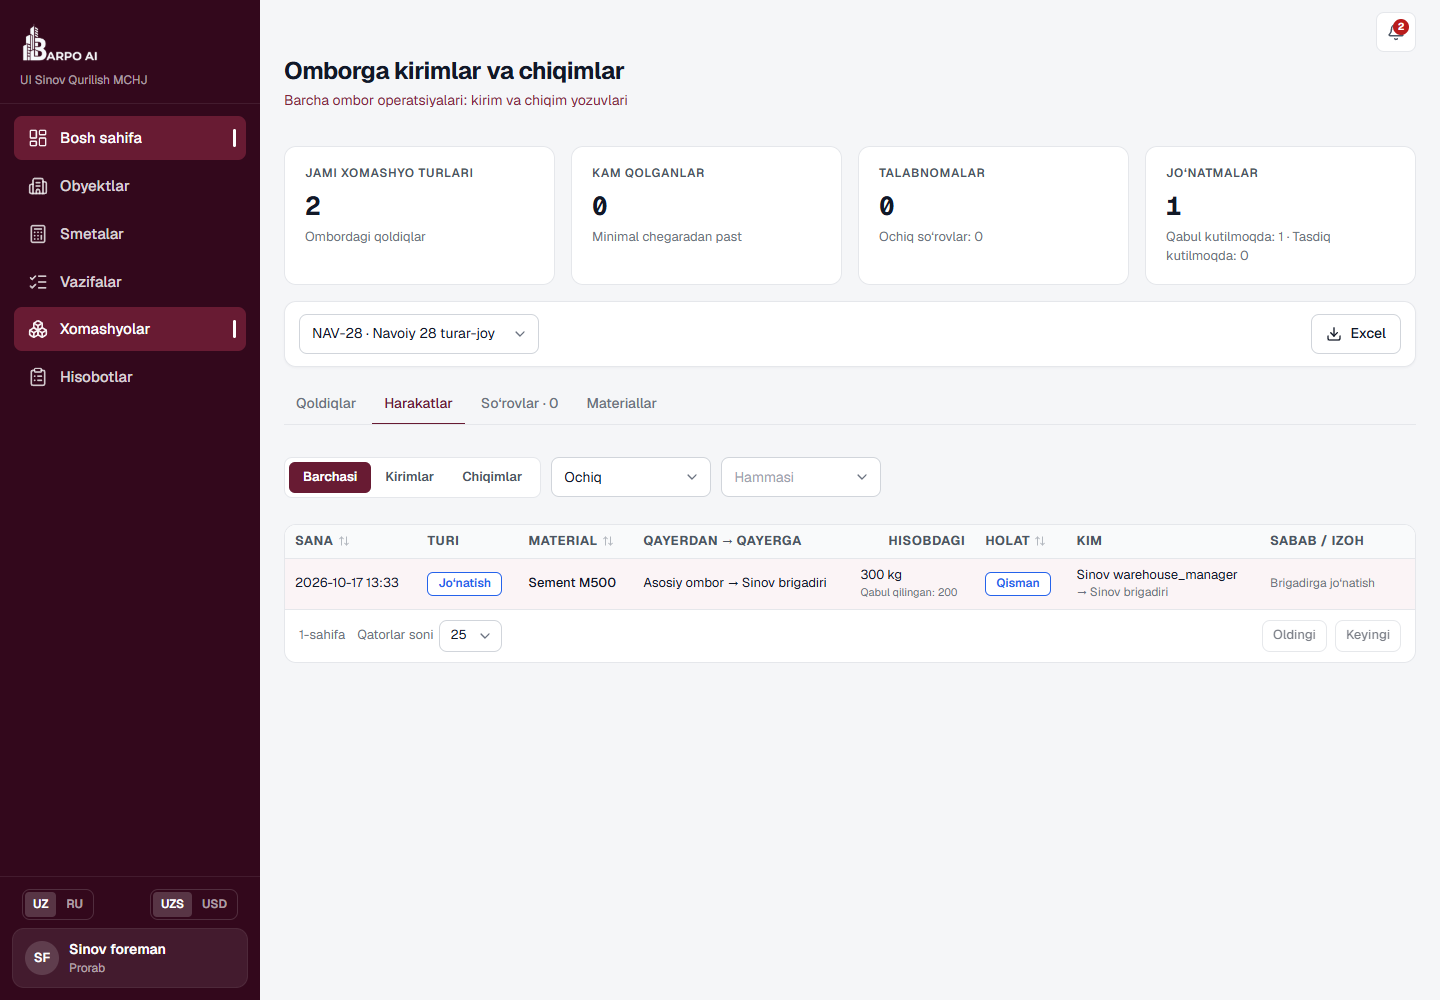 BARPO AI
UI Sinov Qurilish MCHJ
Bosh sahifa
Obyektlar
Smetalar
Vazifalar
Xomashyolar
Hisobotlar
UZ RU UZS USD
SF Sinov foreman
Prorab
2
Omborga kirimlar va chiqimlar
Barcha ombor operatsiyalari: kirim va chiqim yozuvlari
JAMI XOMASHYO TURLARI
2
Ombordagi qoldiqlar
KAM QOLGANLAR
0
Minimal chegaradan past
TALABNOMALAR
0
Ochiq so‘rovlar: 0
JO‘NATMALAR
1
Qabul kutilmoqda: 1 · Tasdiq
kutilmoqda: 0
NAV-28 · Navoiy 28 turar-joy
Excel
Qoldiqlar Harakatlar So‘rovlar · 0 Materiallar
Barchasi Kirimlar Chiqimlar Ochiq Hammasi
SANA TURI MATERIAL QAYERDAN → QAYERGA HISOBDAGI HOLAT KIM SABAB / IZOH
2026-10-17 13:33 Jo‘natish Sement M500 Asosiy ombor → Sinov brigadiri 300 kg Qisman Sinov warehouse_manager Brigadirga jo‘natish
Qabul qilingan: 200 → Sinov brigadiri
1-sahifa Qatorlar soni 25 Oldingi Keyingi